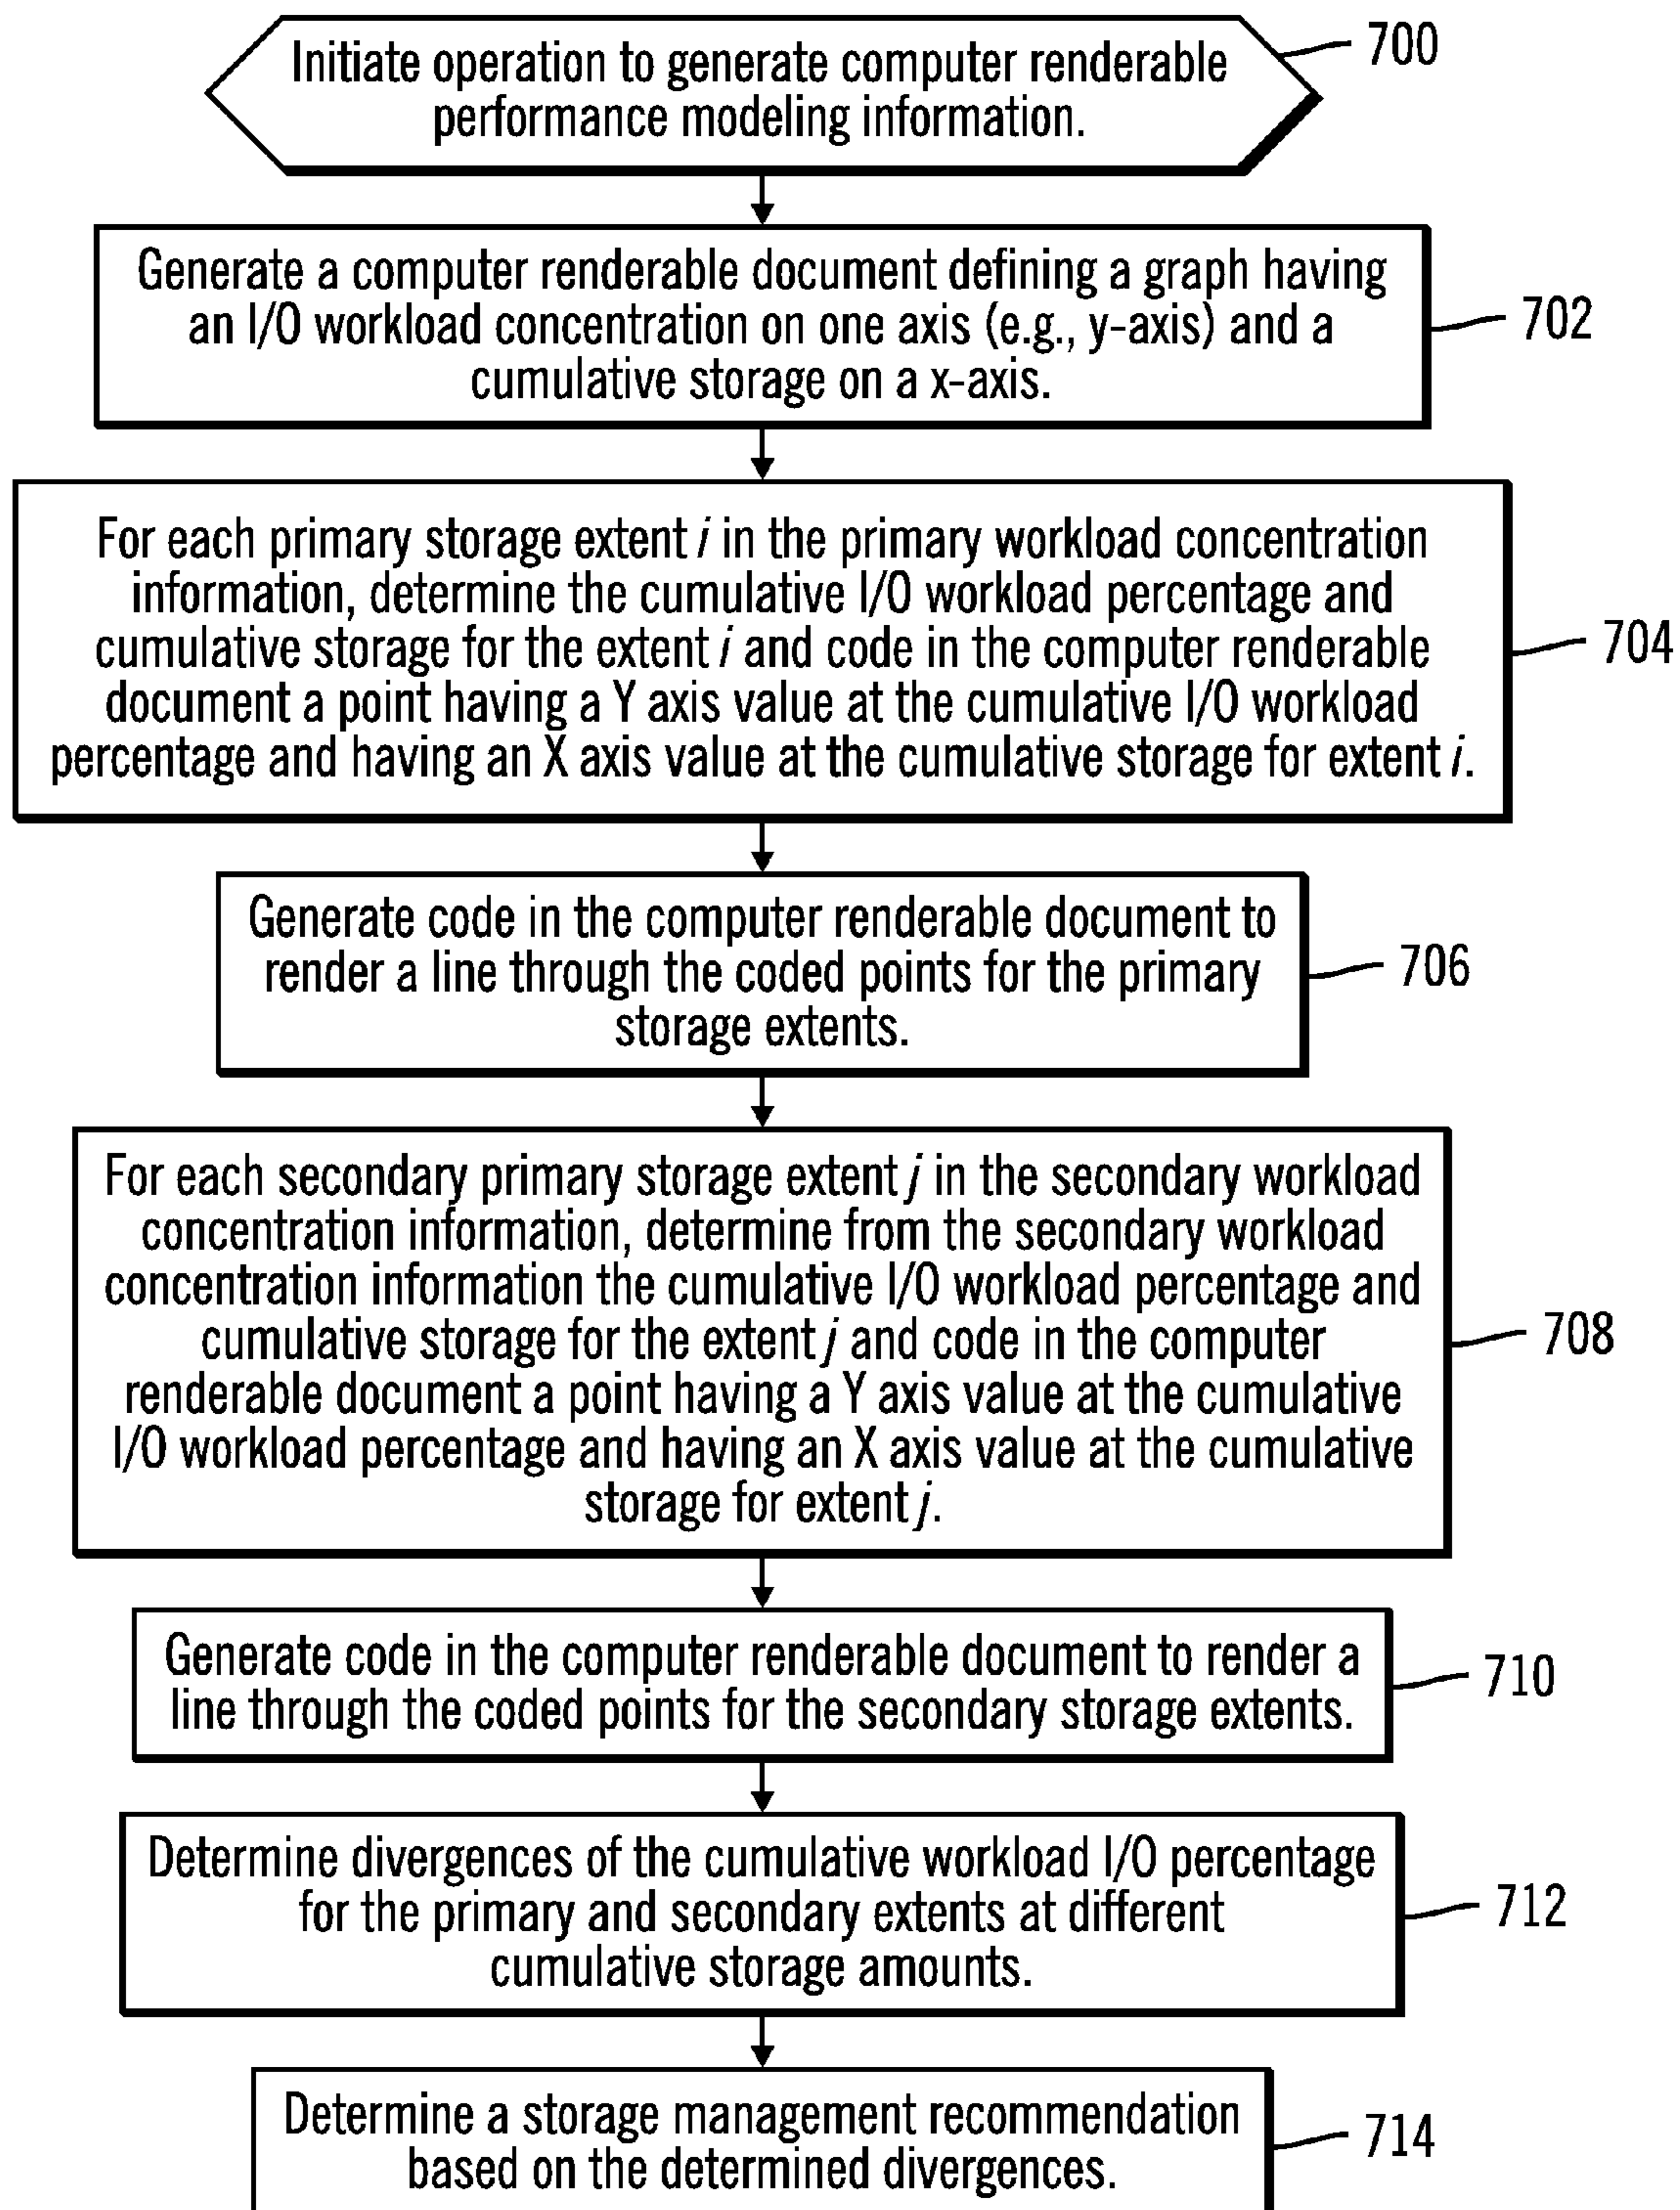 Initiate operation to generate computer renderable
performance modeling information.
700
Generate a computer renderable document defining a graph having
an I/O workload concentration on one axis (e.g., y-axis) and a
cumulative storage on a x-axis.
702
For each primary storage extent i in the primary workload concentration
information, determine the cumulative I/O workload percentage and
cumulative storage for the extent i and code in the computer renderable
document a point having a Y axis value at the cumulative I/O workload
percentage and having an X axis value at the cumulative storage for extent i.
704
Generate code in the computer renderable document to
render a line through the coded points for the primary
storage extents.
706
For each secondary primary storage extent j in the secondary workload
concentration information, determine from the secondary workload
concentration information the cumulative I/O workload percentage and
cumulative storage for the extent j and code in the computer
renderable document a point having a Y axis value at the cumulative
I/O workload percentage and having an X axis value at the cumulative
storage for extent j.
708
Generate code in the computer renderable document to render a
line through the coded points for the secondary storage extents.
710
Determine divergences of the cumulative workload I/O percentage
for the primary and secondary extents at different
cumulative storage amounts.
712
Determine a storage management recommendation
based on the determined divergences.
714